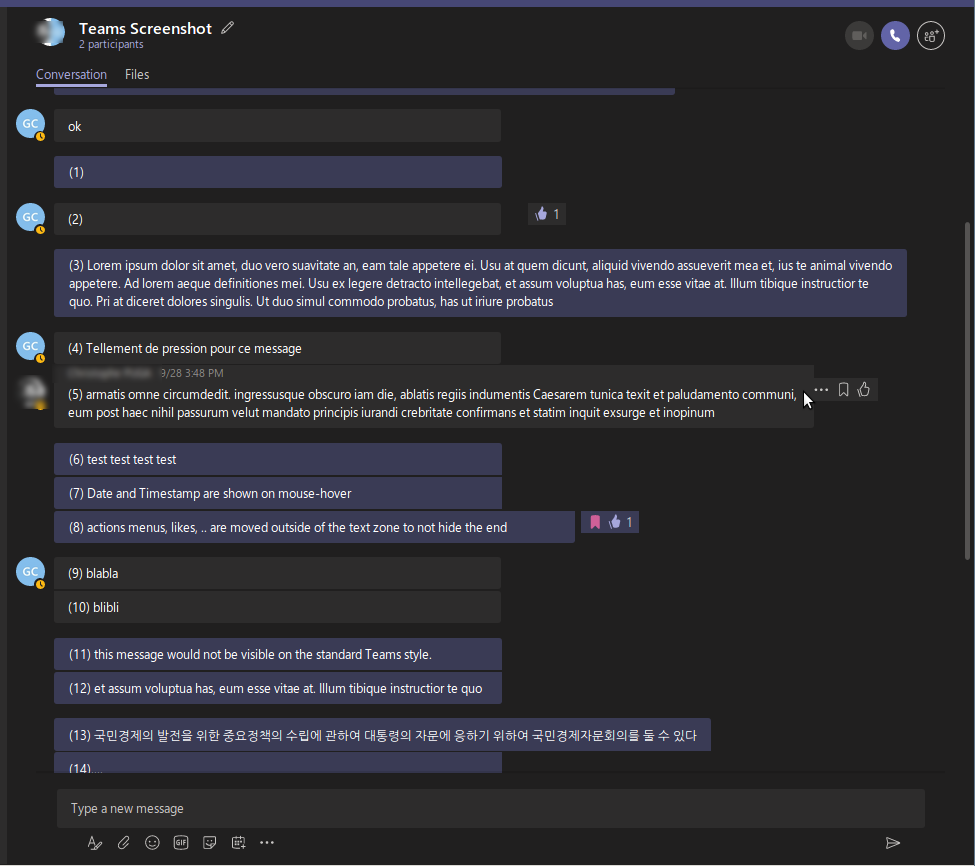 Teams Screenshot
2 participants
Conversation Files
GC
ok
(1)
GC
(2)
1
(3) Lorem ipsum dolor sit amet, duo vero suavitate an, eam tale appetere ei. Usu at quem dicunt, aliquid vivendo assueverit mea et, ius te animal vivendo
appetere. Ad lorem aeque definitiones mei. Usu ex legere detracto intellegebat, et assum voluptua has, eum esse vitae at. Illum tibique instructior te
quo. Pri at diceret dolores singulis. Ut duo simul commodo probatus, has ut iriure probatus
GC
(4) Tellement de pression pour ce message
9/28 3:48 PM
(5) armatis omne circumdedit. ingressusque obscuro iam die, ablatis regiis indumentis Caesarem tunica texit et paludamento communi,
eum post haec nihil passurum velut mandato principis iurandi crebritate confirmans et statim inquit exsurge et inopinum
(6) test test test test
(7) Date and Timestamp are shown on mouse-hover
(8) actions menus, likes, .. are moved outside of the text zone to not hide the end
1
GC
(9) blabla
(10) blibli
(11) this message would not be visible on the standard Teams style.
(12) et assum voluptua has, eum esse vitae at. Illum tibique instructior te quo
(13) 국민경제의 발전을 위한 중요정책의 수립에 관하여 대통령의 자문에 응하기 위하여 국민경제자문회의를 둘 수 있다
(14)....
Type a new message
GIF